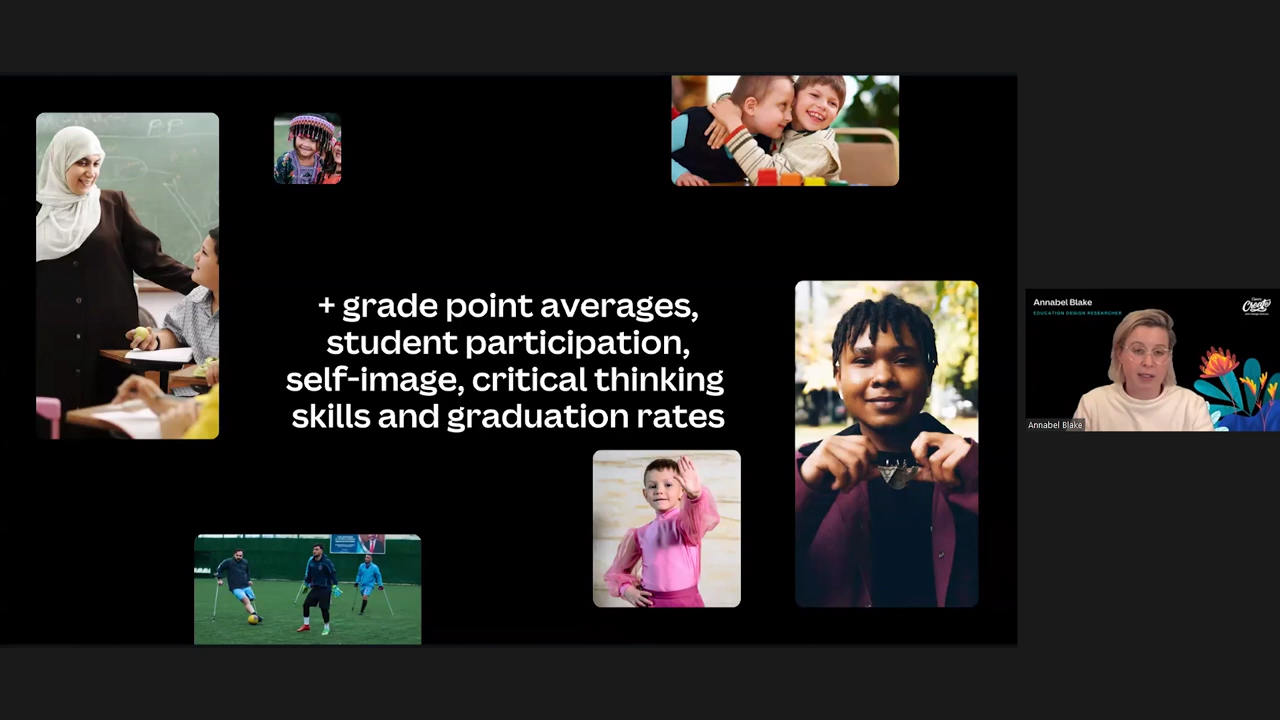 + grade point averages,
student participation,
self-image, critical thinking
skills and graduation rates
Annabel Blake
EDUCATION DESIGN RESEARCHER
Create
Annabel Blake